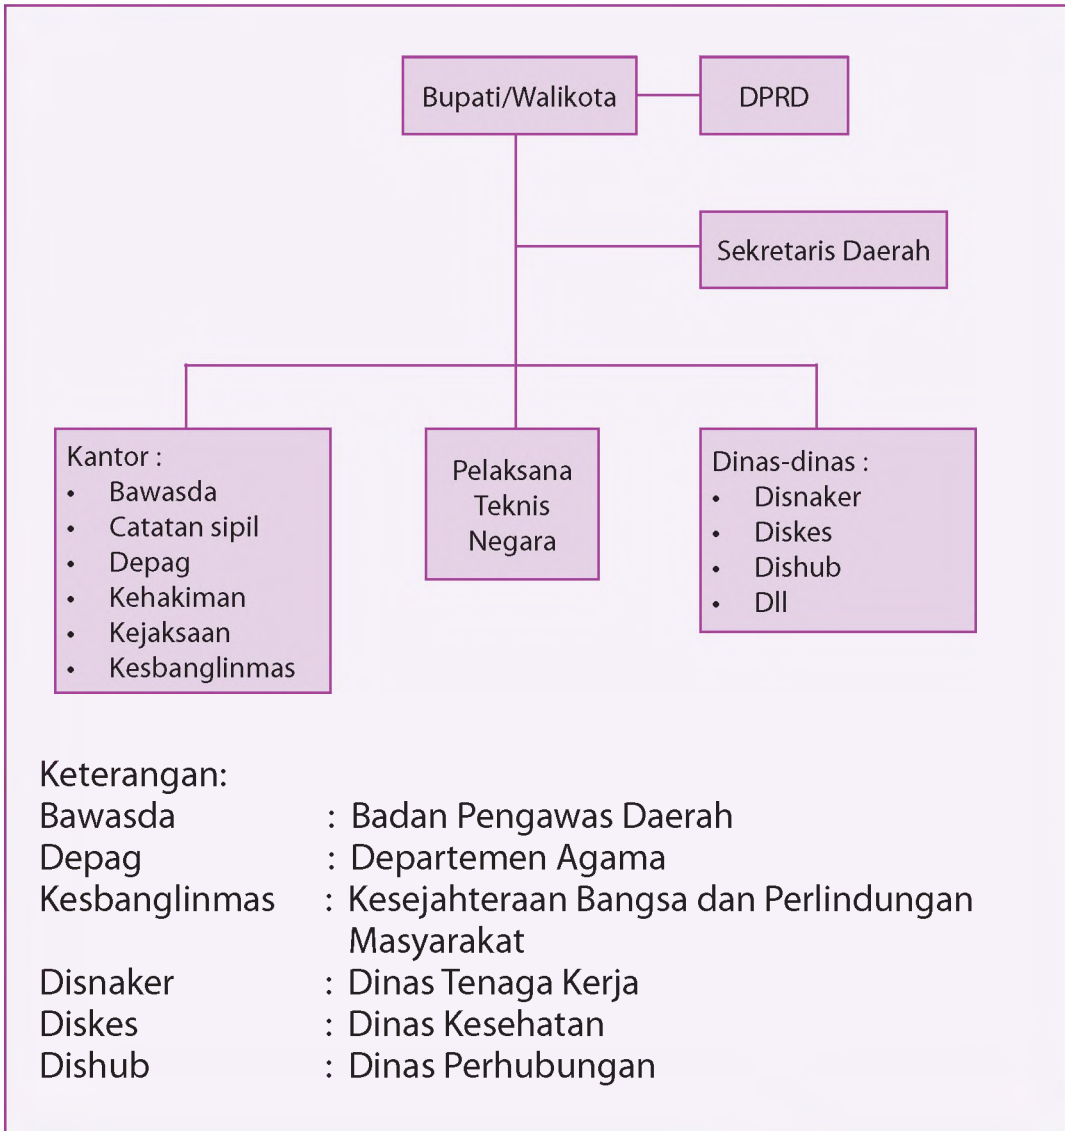 Bupati/Walikota
DPRD
Sekretaris Daerah
Kantor :
• Bawasda
• Catatan sipil
• Depag
• Kehakiman
• Kejaksaan
• Kesbanglinmas
Pelaksana
Teknis
Negara
Dinas-dinas :
• Disnaker
• Diskes
• Dishub
• Dll
Keterangan:
Bawasda : Badan Pengawas Daerah
Depag : Departemen Agama
Kesbanglinmas : Kesejahteraan Bangsa dan Perlindungan
Masyarakat
Disnaker : Dinas Tenaga Kerja
Diskes : Dinas Kesehatan
Dishub : Dinas Perhubungan